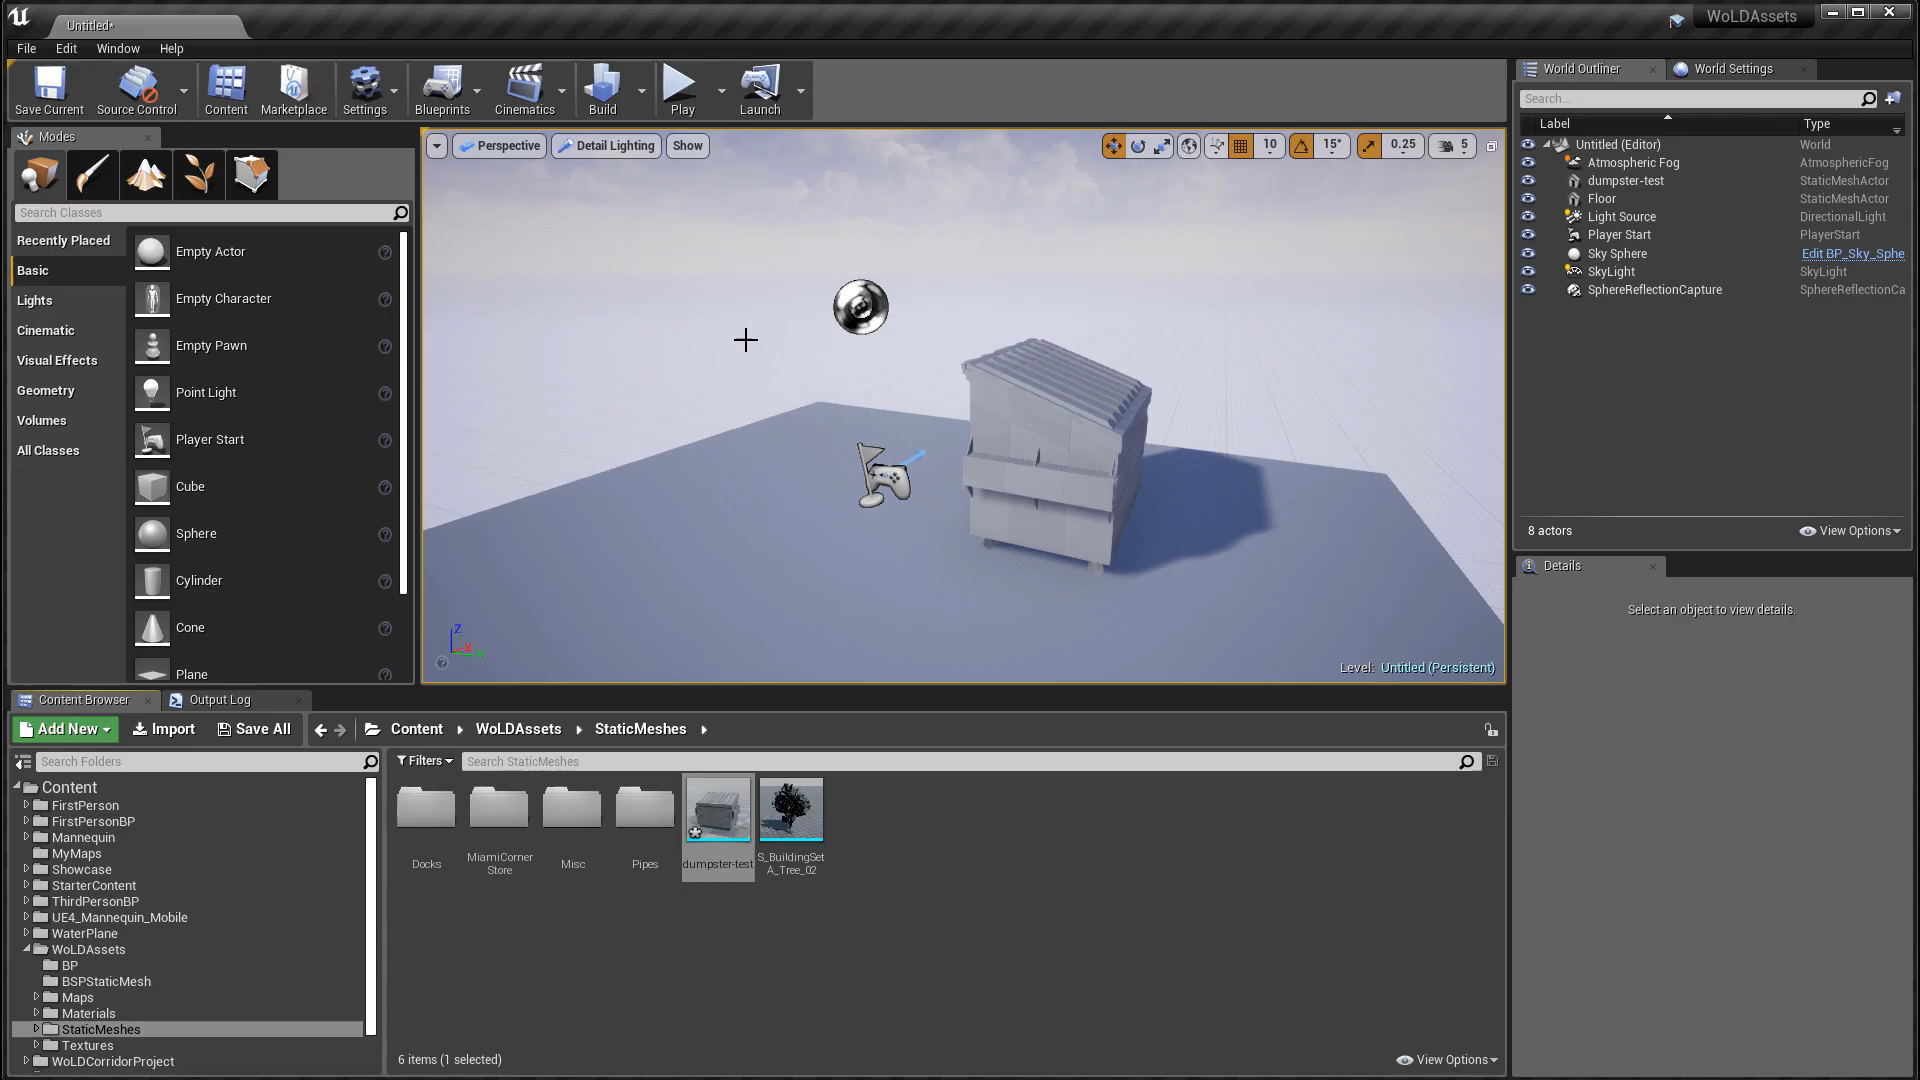 Untitled*
WoLDAssets
File Edit Window Help
Save Current
Source Control
Content
Marketplace
Settings
Blueprints
Cinematics
Build
Play
Launch
Modes
Search Classes
Recently Placed
Basic
Lights
Cinematic
Visual Effects
Geometry
Volumes
All Classes
Empty Actor
Empty Character
Empty Pawn
Point Light
Player Start
Cube
Sphere
Cylinder
Cone
Plane
Perspective
Detail Lighting
Show
10
15°
0.25
5
Z
X
Level: Untitled (Persistent)
World Outliner
World Settings
Search...
Label Type
Untitled (Editor) World
Atmospheric Fog AtmosphericFog
dumpster-test StaticMeshActor
Floor StaticMeshActor
Light Source DirectionalLight
Player Start PlayerStart
Sky Sphere Edit BP_Sky_Sphe
SkyLight SkyLight
SphereReflectionCapture SphereReflectionCa
8 actors
View Options
Details
Select an object to view details.
Content Browser
Output Log
Add New
Import
Save All
Content
WoLDAssets
StaticMeshes
Search Folders
Filters
Search StaticMeshes
Content
FirstPerson
FirstPersonBP
Mannequin
MyMaps
Showcase
StarterContent
ThirdPersonBP
UE4_Mannequin_Mobile
WaterPlane
WoLDAssets
BP
BSPStaticMesh
Maps
Materials
StaticMeshes
Textures
WoLDCorridorProject
Docks
MiamiCorner
Store
Misc
Pipes
dumpster-test
S_BuildingSet
A_Tree_02
6 items (1 selected)
View Options